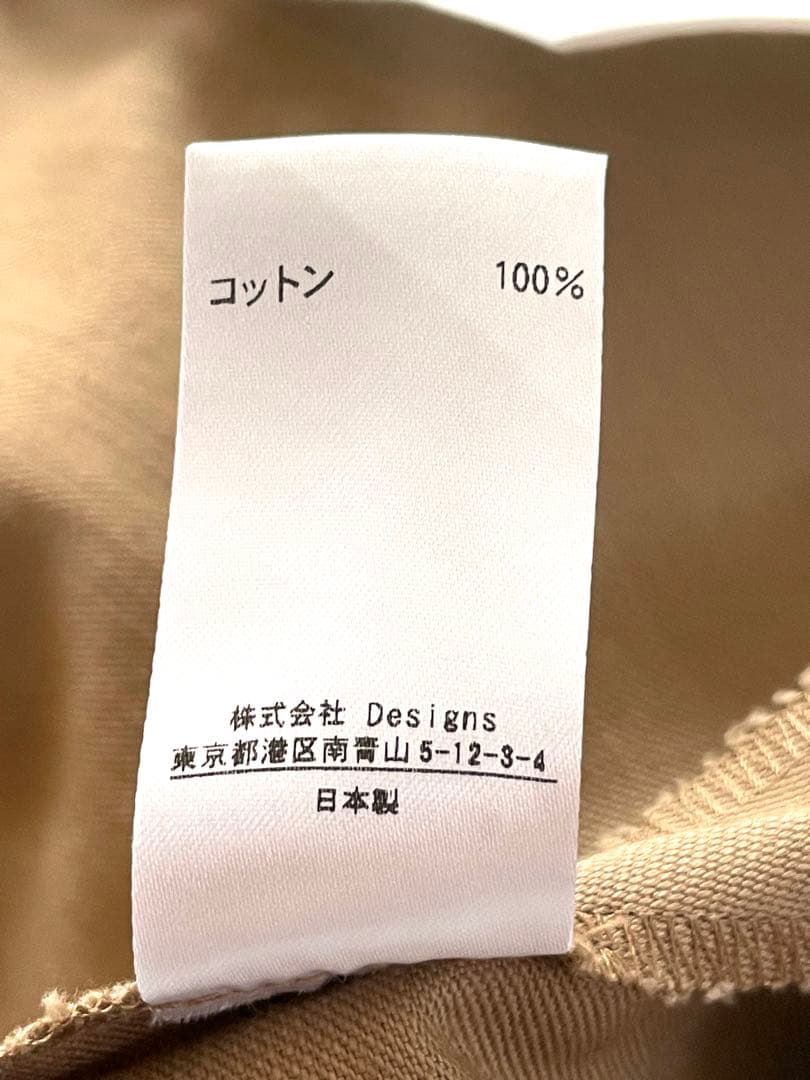 コットン 100%
株式会社 Designs
東京都港区南青山5-12-3-4
日本製